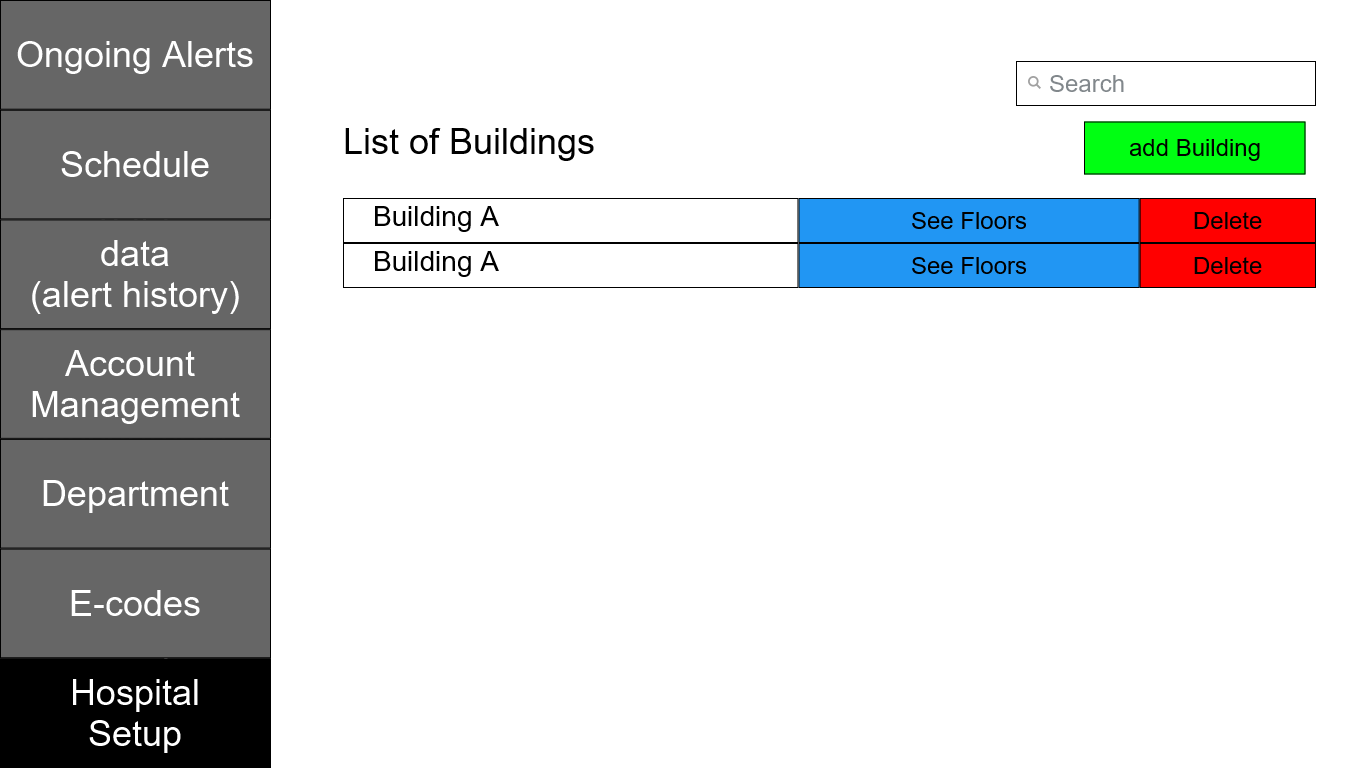 Ongoing Alerts
Schedule
data
(alert history)
Account
Management
Department
E-codes
Hospital
Setup
Search
List of Buildings
add Building
Building A See Floors Delete
Building A See Floors Delete